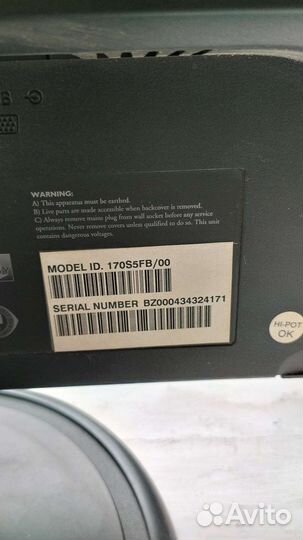 B
WARNING:
A) This apparatus must be earthed.
B) Live parts are made accessible when backcover is removed.
C) Always remove mains plug from wall socket before any service
operations. Never remove covers unless qualified to do so. This unit
contains dangerous voltages.
MODEL ID. 170S5FB/00
SERIAL NUMBER BZ000434324171
HI-POT
OK
Avito